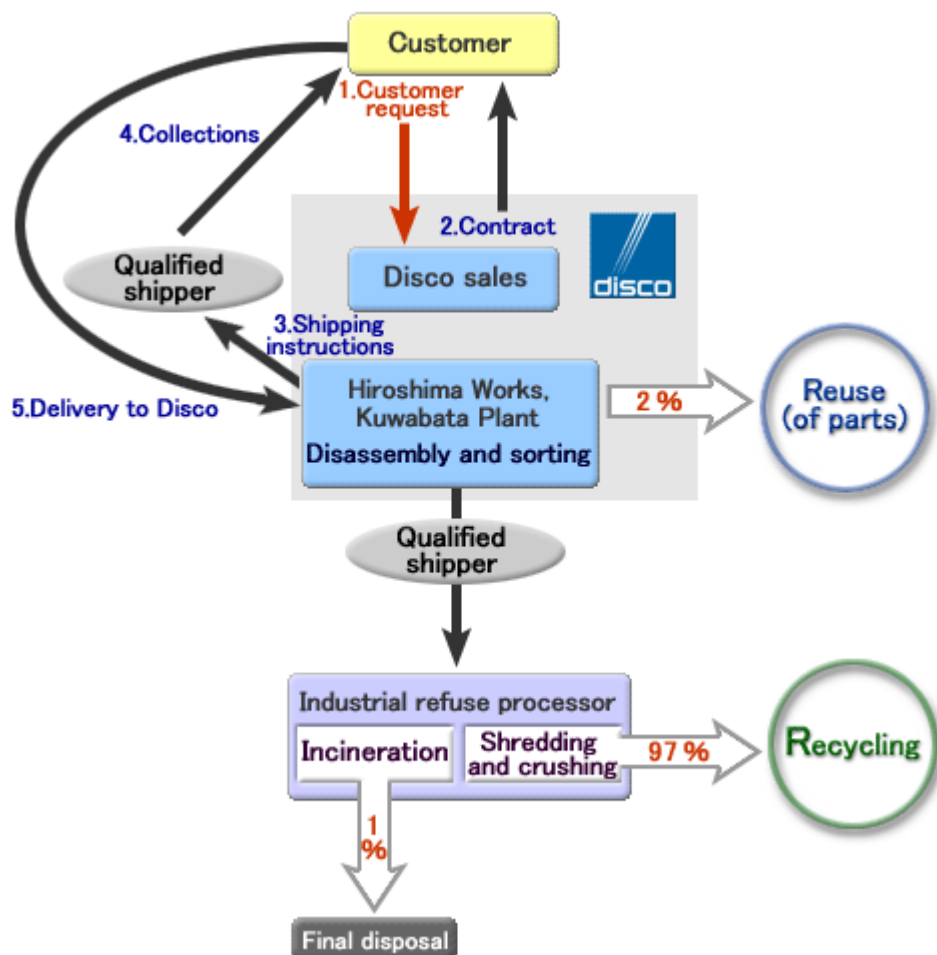 Customer
1.Customer
request
4.Collections
2.Contract
disco
Qualified
shipper
Disco sales
3.Shipping
instructions
5.Delivery to Disco
Hiroshima Works,
Kuwabata Plant
Disassembly and sorting
2 %
Reuse
(of parts)
Qualified
shipper
Industrial refuse processor
Incineration
Shredding
and crushing
97 %
Recycling
1
%
Final disposal